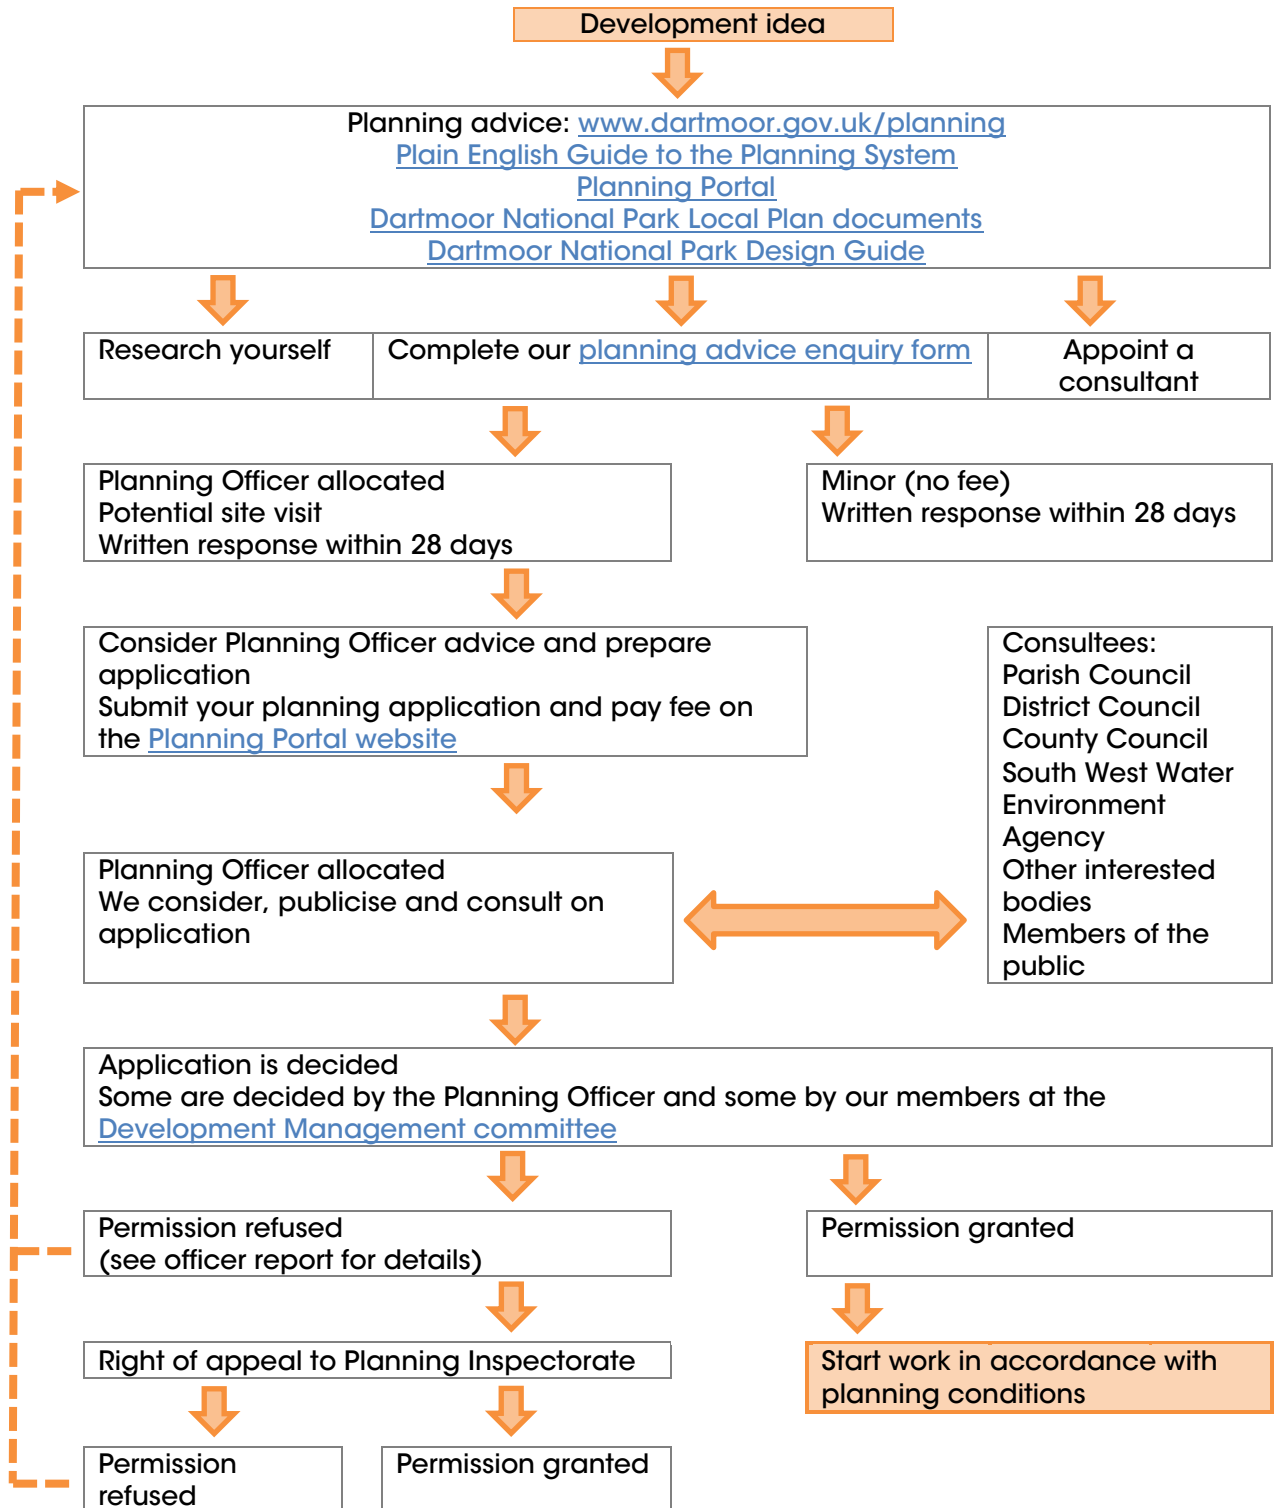 Development idea
Planning advice: www.dartmoor.gov.uk/planning
Plain English Guide to the Planning System
Planning Portal
Dartmoor National Park Local Plan documents
Dartmoor National Park Design Guide
Research yourself
Complete our planning advice enquiry form
Appoint a
consultant
Planning Officer allocated
Potential site visit
Written response within 28 days
Minor (no fee)
Written response within 28 days
Consider Planning Officer advice and prepare
application
Submit your planning application and pay fee on
the Planning Portal website
Consultees:
Parish Council
District Council
County Council
South West Water
Environment
Agency
Other interested
bodies
Members of the
public
Planning Officer allocated
We consider, publicise and consult on
application
Application is decided
Some are decided by the Planning Officer and some by our members at the
Development Management committee
Permission refused
(see officer report for details)
Permission granted
Right of appeal to Planning Inspectorate
Start work in accordance with
planning conditions
Permission
refused
Permission granted